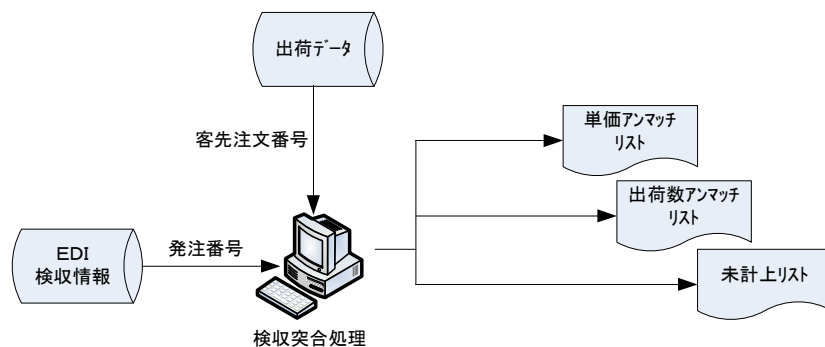 出荷ﾃﾞｰﾀ
単価ｱﾝﾏｯﾁ
ﾘｽﾄ
客先注文番号
出荷数ｱﾝﾏｯﾁ
ﾘｽﾄ
EDI
検収情報
発注番号
未計上ﾘｽﾄ
検収突合処理